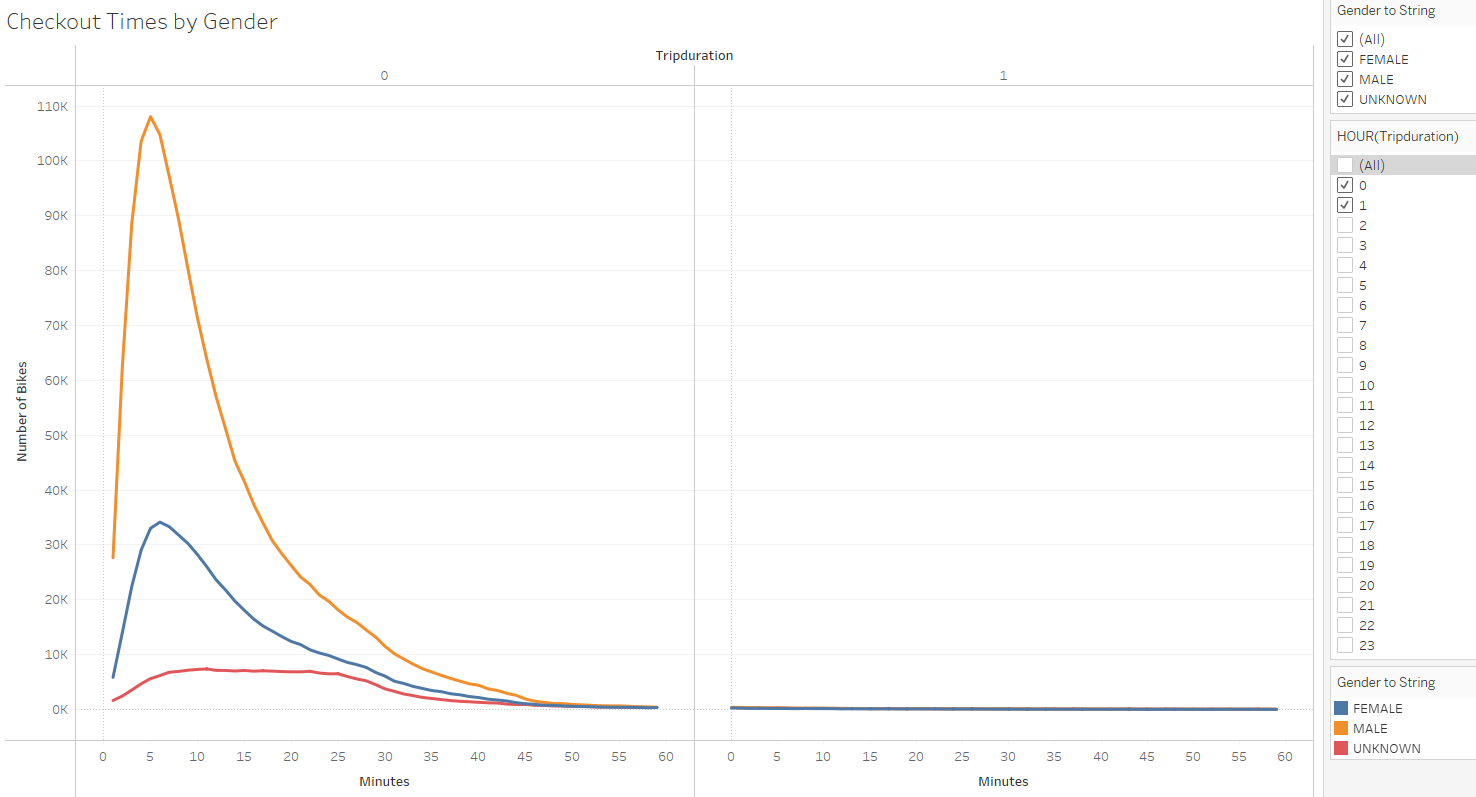 Checkout Times by Gender
Tripduration
0 1
110K
100K
90K
80K
70K
60K
50K
40K
30K
20K
10K
0K
Number of Bikes
0 5 10 15 20 25 30 35 40 45 50 55 60
0 5 10 15 20 25 30 35 40 45 50 55 60
Minutes Minutes
Gender to String
(All)
FEMALE
MALE
UNKNOWN
HOUR(Tripduration)
(All)
0
1
2
3
4
5
6
7
8
9
10
11
12
13
14
15
16
17
18
19
20
21
22
23
Gender to String
FEMALE
MALE
UNKNOWN